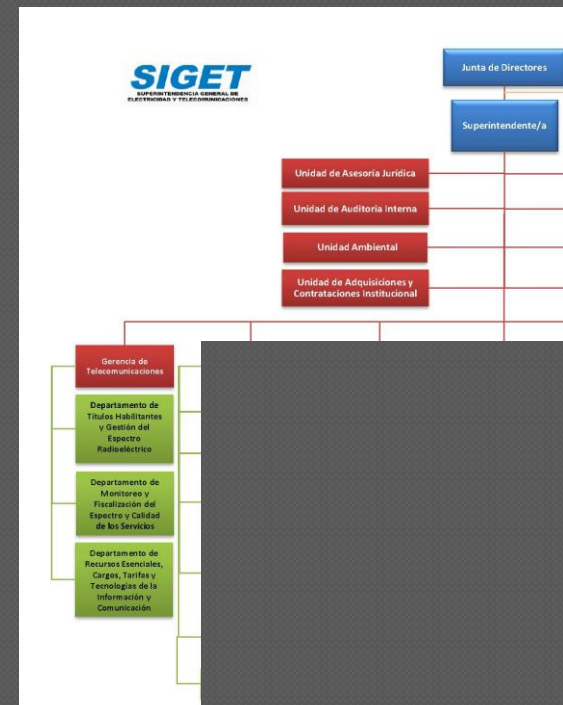 SIGET
SUPERINTENDENCIA GENERAL DE
ELECTRICIDAD Y TELECOMUNICACIONES
Junta de Directores
Superintendente/a
Unidad de Asesoría Jurídica
Unidad de Auditoría Interna
Unidad Ambiental
Unidad de Adquisiciones y
Contrataciones Institucional
Gerencia de
Telecomunicaciones
Departamento de
Títulos Habilitantes
y Gestión del
Espectro
Radioeléctrico
Departamento de
Monitoreo y
Fiscalización del
Espectro y Calidad
de los Servicios
Departamento de
Recursos Esenciales,
Cargos, Tarifas y
Tecnologías de la
Información y
Comunicación